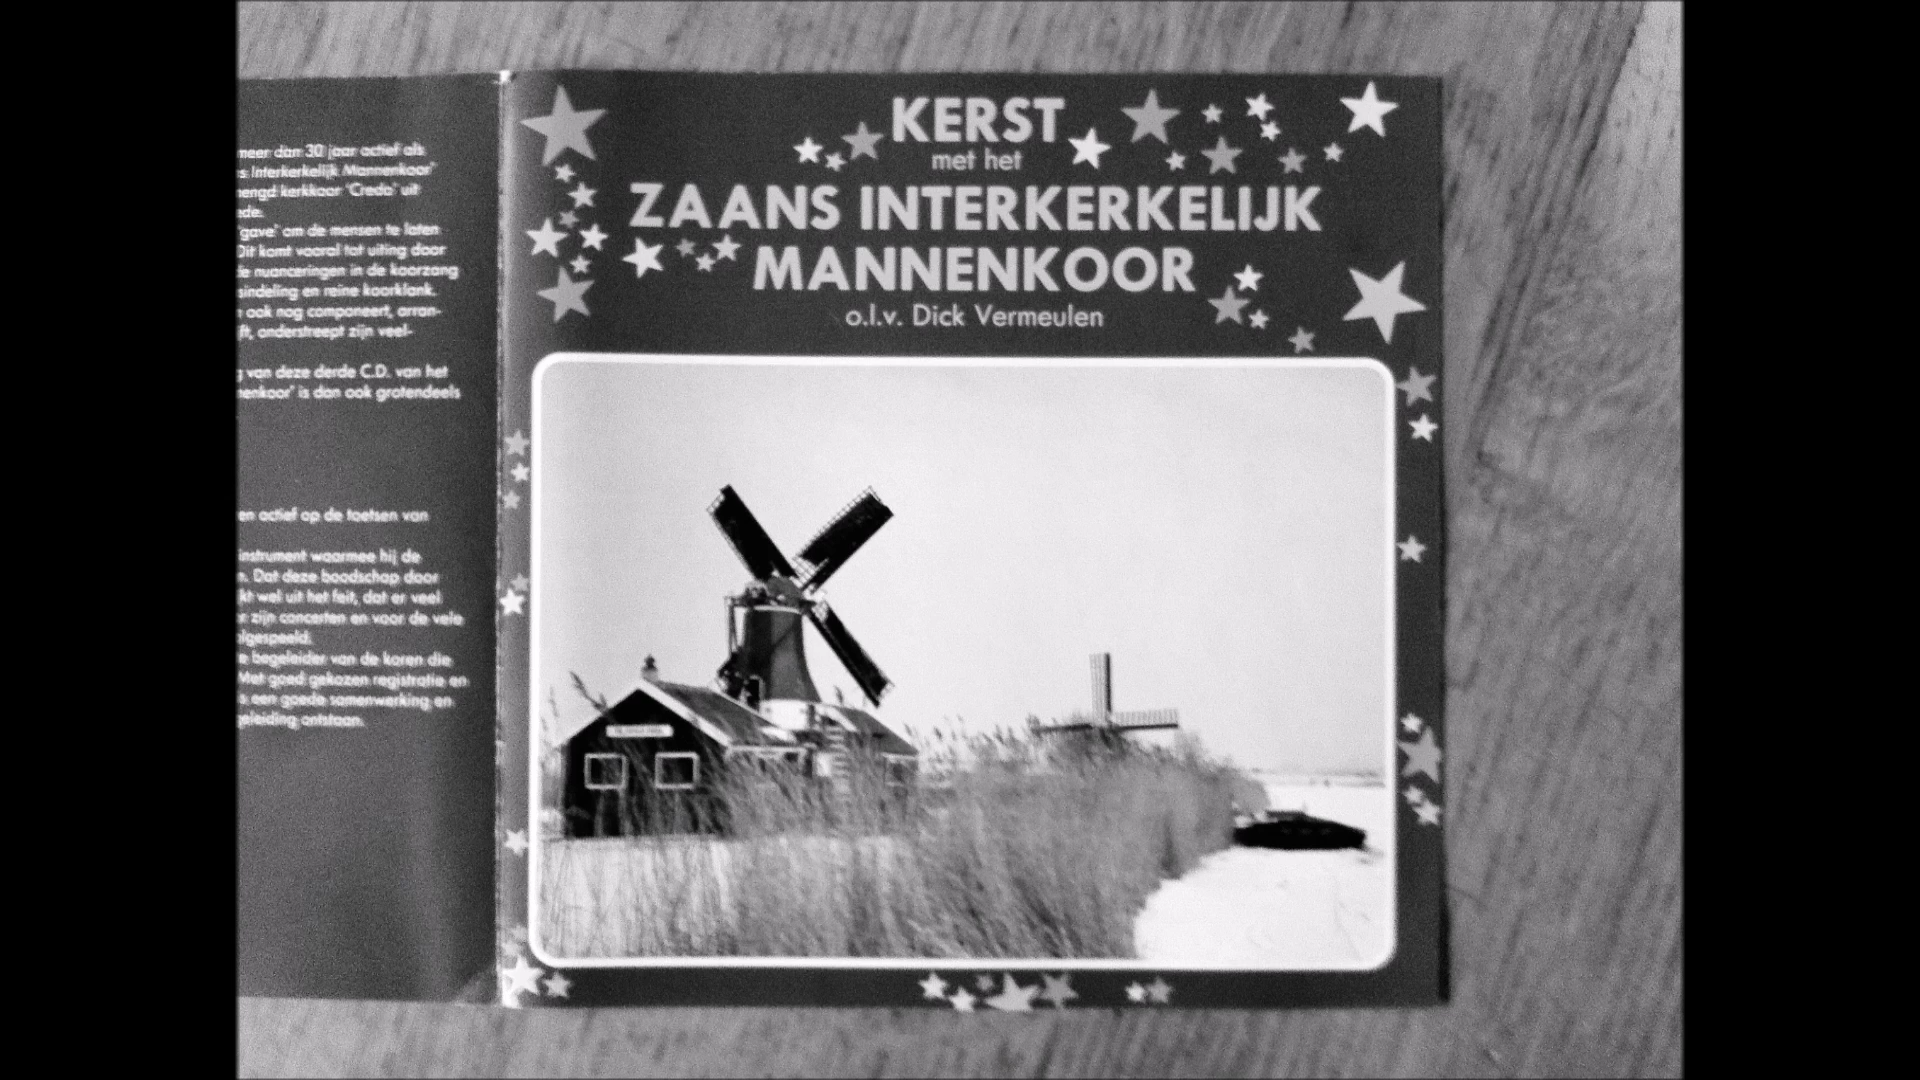 meer dan 30 jaar actief als
Interkerkelijk Mannenkoor"
kerkkoor "Credo" uit
om de mensen te laten
Dit komt vooral tot uiting door
nuanceringen in de koorzang
en reine koorklank.
ook nog componeert, arran-
onderstreept zijn veel-
van deze derde C.D. van het
is dan ook grotendeels
en actief op de toetsen van
instrument waarmee hij de
Dat deze boodschap door
wel uit het feit, dat er veel
zijn concerten en voor de vele
begeleider van de koren die
Met goed gekozen registratie en
een goede samenwerking en
ontstaan.
KERST
met het
ZAANS INTERKERKELIJK
MANNENKOOR
o.l.v. Dick Vermeulen